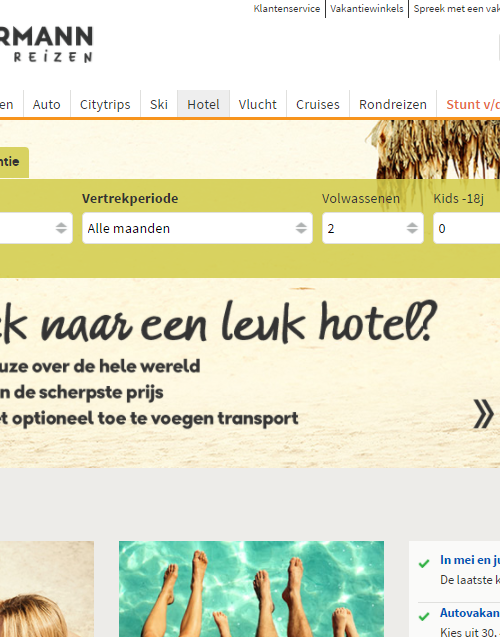 Klantenservice Vakantiewinkels Spreek met een vak
RMANN
REIZEN
en Auto Citytrips Ski Hotel Vlucht Cruises Rondreizen Stunt v/d
ntie
Vertrekperiode Volwassenen Kids -18j
Alle maanden 2 0
ek naar een leuk hotel?
uze over de hele wereld
n de scherpste prijs
et optioneel toe te voegen transport
In mei en ju
De laatste k
Autovakan
Kies uit 30.